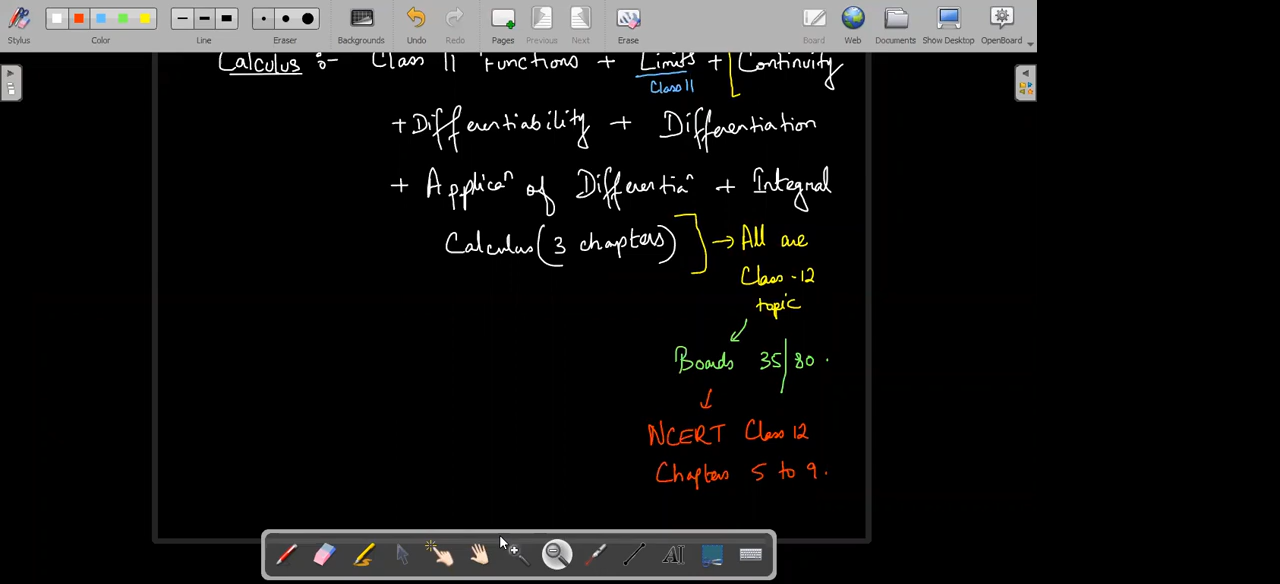 Stylus Color Line Eraser Backgrounds Undo Redo Pages Previous Next Erase Board Web Documents Show Desktop OpenBoard
Calculus :- Class 11 Functions + Limits + Continuity
Class 11
+ Differentiability + Differentiation
+ Applicaⁿ of Differentiaⁿ + Integral
Calculus (3 chapters) → All are
Class-12
topic
Boards 35/80.
NCERT Class 12
Chapters 5 to 9.
AI